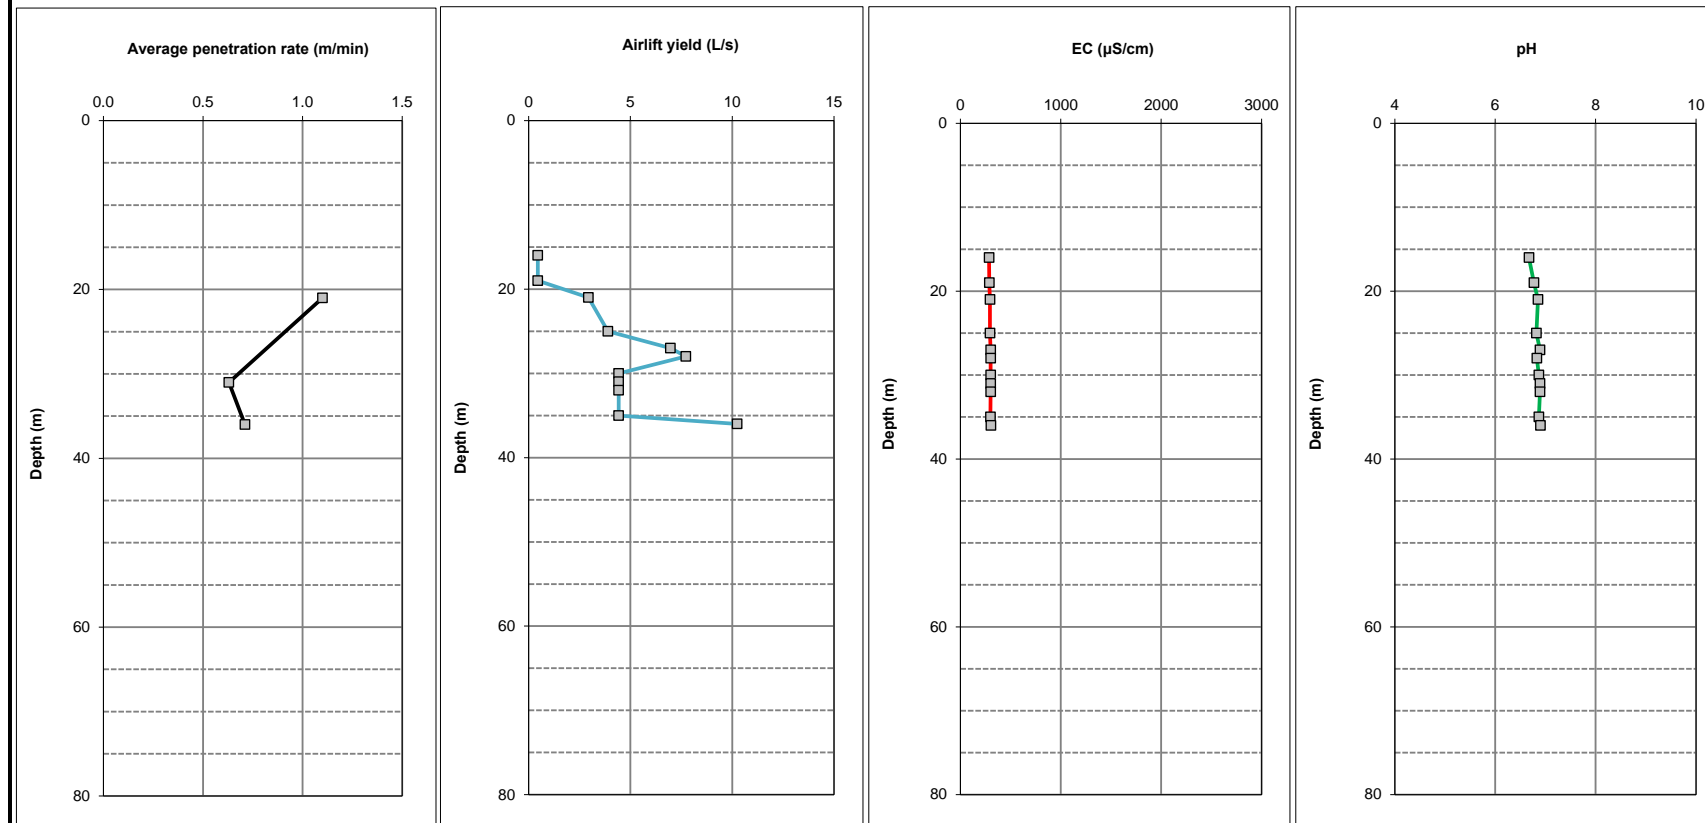 Average penetration rate (m/min)
0.0 0.5 1.0 1.5
0
20
40
60
80
Depth (m)
Airlift yield (L/s)
0 5 10 15
0
20
40
60
80
Depth (m)
EC (µS/cm)
0 1000 2000 3000
0
20
40
60
80
Depth (m)
pH
4 6 8 10
0
20
40
60
80
Depth (m)